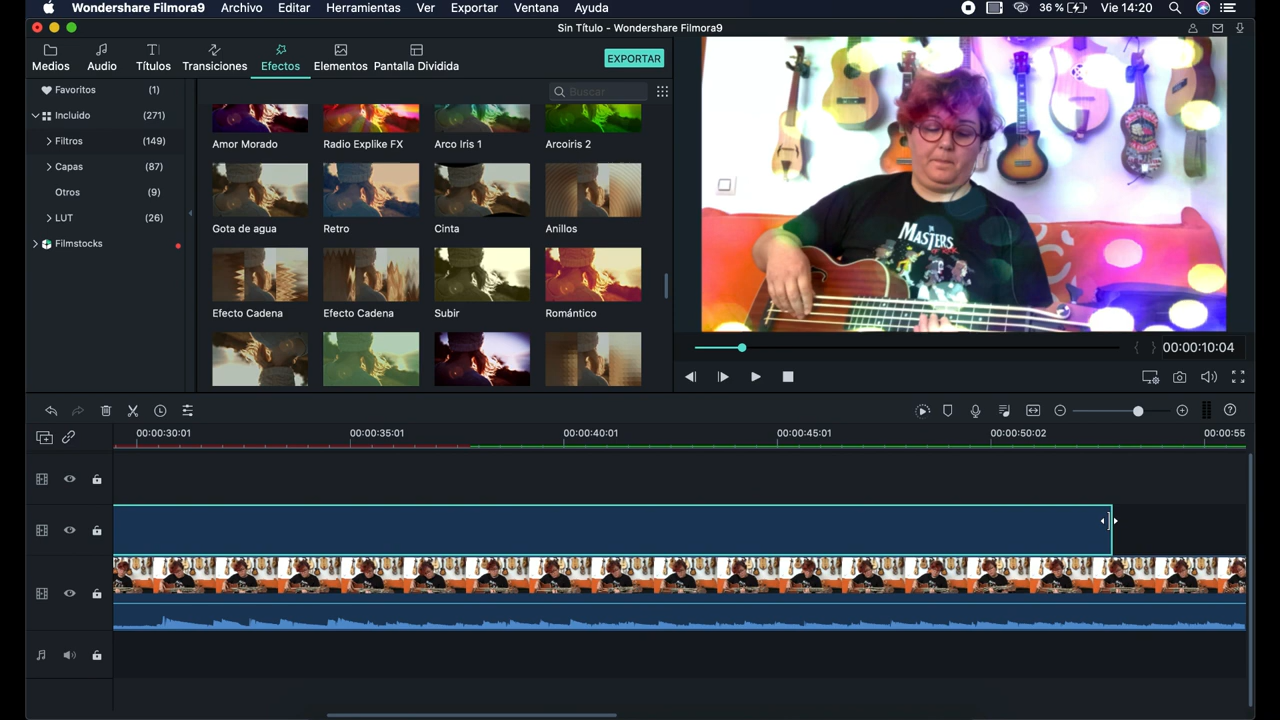 Wondershare Filmora9 Archivo Editar Herramientas Ver Exportar Ventana Ayuda 36 % Vie 14:20
Sin Título - Wondershare Filmora9
Medios Audio Títulos Transiciones Efectos Elementos Pantalla Dividida EXPORTAR
Favoritos (1)
Incluido (271)
Filtros (149)
Capas (87)
Otros (9)
LUT (26)
Filmstocks
Buscar
Amor Morado Radio Explike FX Arco Iris 1 Arcoiris 2
Gota de agua Retro Cinta Anillos
Efecto Cadena Efecto Cadena Subir Romántico
THE
MASTERS
00:00:10:04
00:00:30:01 00:00:35:01 00:00:40:01 00:00:45:01 00:00:50:02 00:00:55